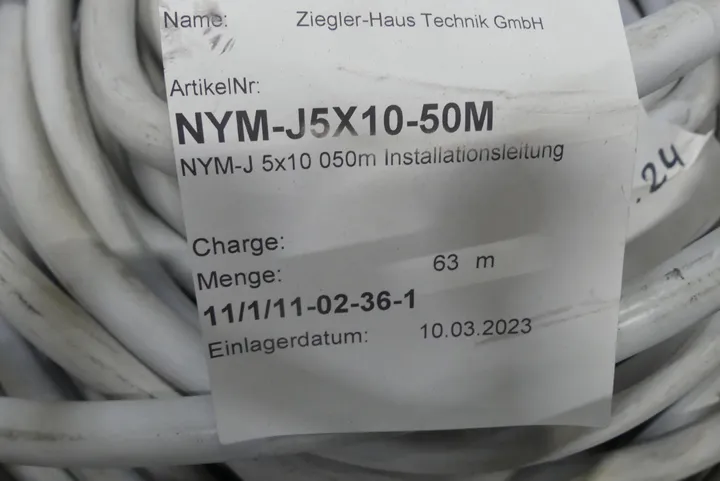 Name: Ziegler-Haus Technik GmbH
ArtikelNr:
NYM-J5X10-50M
NYM-J 5x10 050m Installationsleitung
Charge:
Menge: 63 m
11/1/11-02-36-1
Einlagerdatum: 10.03.2023
.24